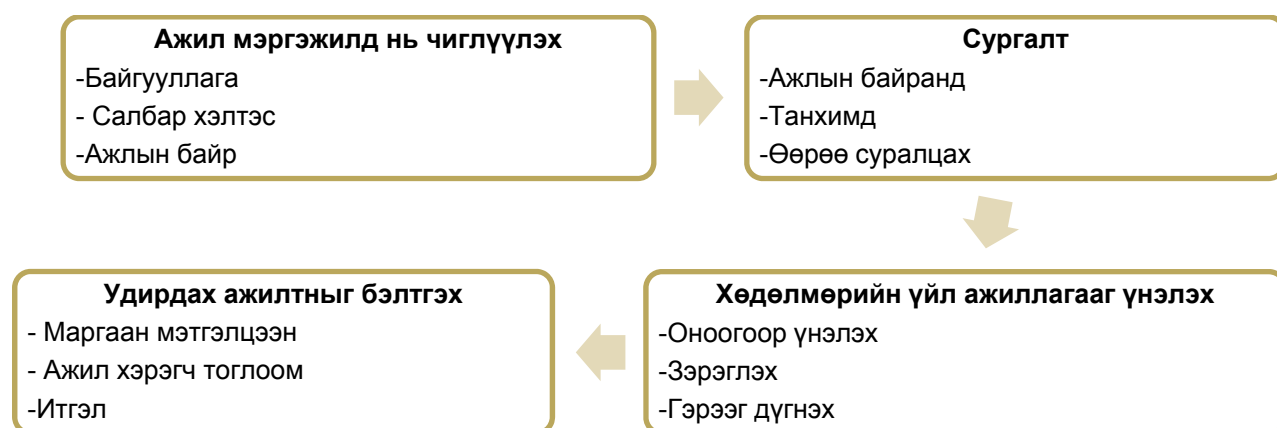 Ажил мэргэжилд нь чиглүүлэх
-Байгууллага
- Салбар хэлтэс
-Ажлын байр
Сургалт
-Ажлын байранд
-Танхимд
-Өөрөө суралцах
Хөдөлмөрийн үйл ажиллагааг үнэлэх
-Оноогоор үнэлэх
-Зэрэглэх
-Гэрээг дүгнэх
Удирдах ажилтныг бэлтгэх
- Маргаан мэтгэлцээн
- Ажил хэрэгч тоглоом
-Итгэл